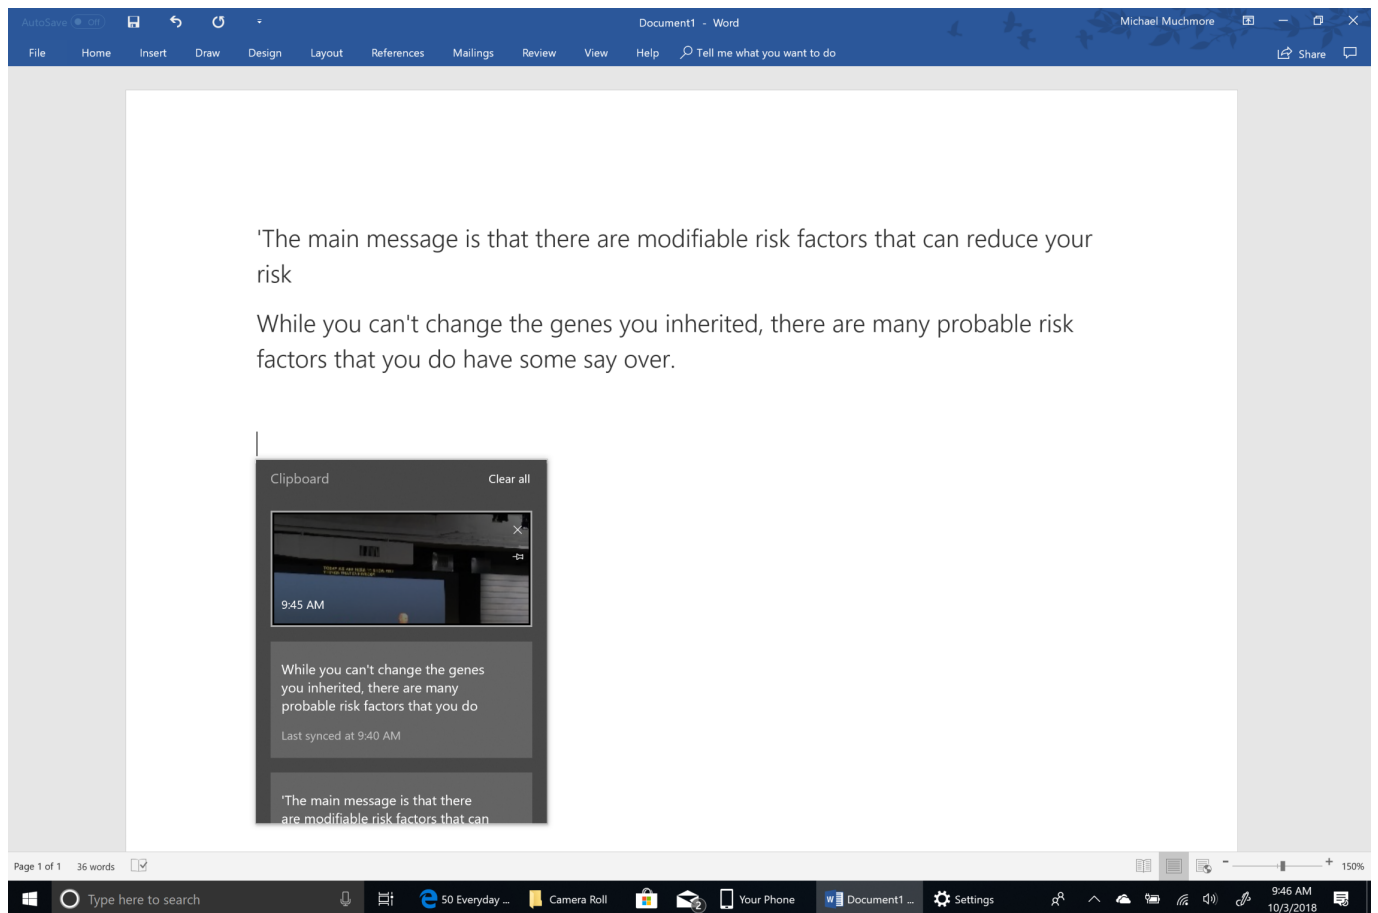 AutoSave Off Document1 - Word Michael Muchmore
File Home Insert Draw Design Layout References Mailings Review View Help Tell me what you want to do Share
'The main message is that there are modifiable risk factors that can reduce your
risk
While you can't change the genes you inherited, there are many probable risk
factors that you do have some say over.
Clipboard Clear all
9:45 AM
While you can't change the genes
you inherited, there are many
probable risk factors that you do
Last synced at 9:40 AM
'The main message is that there
are modifiable risk factors that can
Page 1 of 1 36 words 150%
Type here to search 50 Everyday ... Camera Roll 2 Your Phone Document1 ... Settings 9:46 AM
10/3/2018